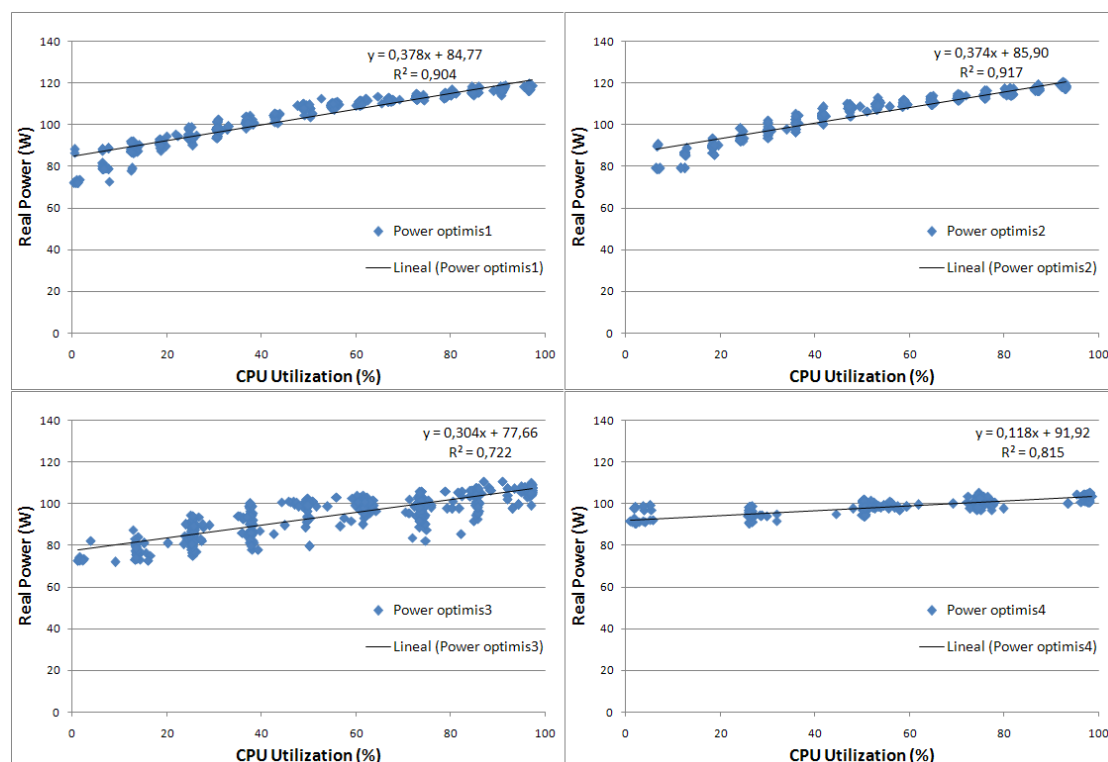 140
120
100
80
60
40
20
0
Real Power (W)
y = 0,378x + 84,77
R² = 0,904
Power optimis1
Lineal (Power optimis1)
0 20 40 60 80 100
CPU Utilization (%)
140
120
100
80
60
40
20
0
Real Power (W)
y = 0,374x + 85,90
R² = 0,917
Power optimis2
Lineal (Power optimis2)
0 20 40 60 80 100
CPU Utilization (%)
140
120
100
80
60
40
20
0
Real Power (W)
y = 0,304x + 77,66
R² = 0,722
Power optimis3
Lineal (Power optimis3)
0 20 40 60 80 100
CPU Utilization (%)
140
120
100
80
60
40
20
0
Real Power (W)
y = 0,118x + 91,92
R² = 0,815
Power optimis4
Lineal (Power optimis4)
0 20 40 60 80 100
CPU Utilization (%)